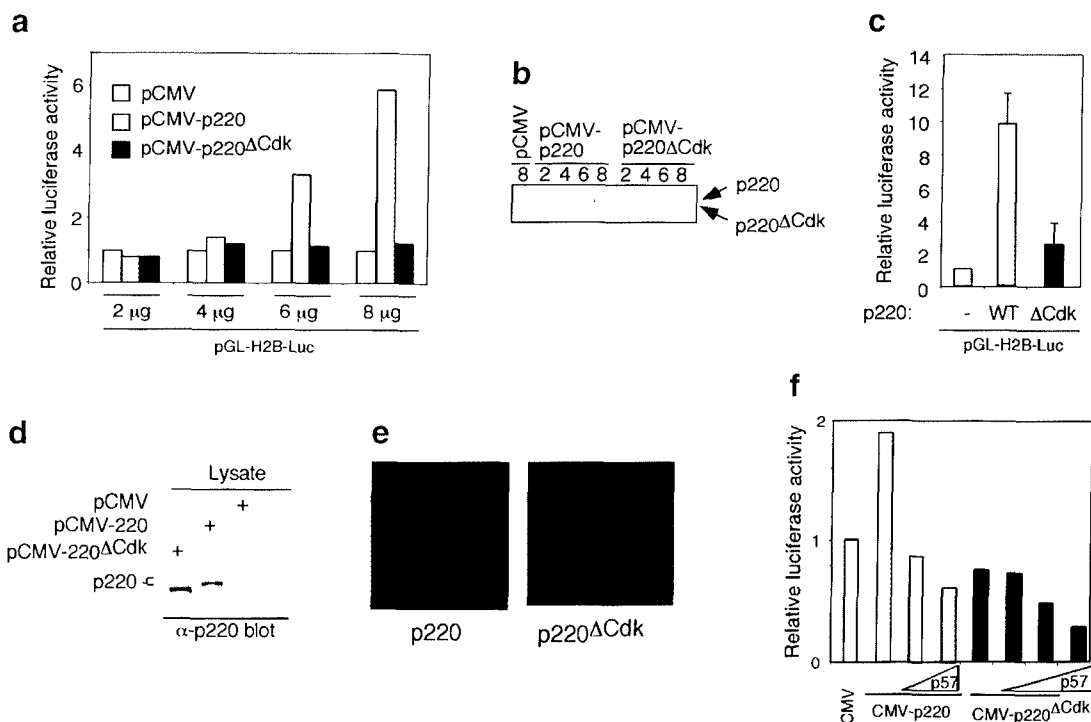 a
Relative luciferase activity
6
4
2
0
pCMV
pCMV-p220
pCMV-p220ΔCdk
2 µg 4 µg 6 µg 8 µg
pGL-H2B-Luc
b
pCMV
pCMV-p220
pCMV-p220ΔCdk
8 2 4 6 8 2 4 6 8
p220
p220ΔCdk
c
Relative luciferase activity
14
12
10
8
6
4
2
0
p220: - WT ΔCdk
pGL-H2B-Luc
d
Lysate
pCMV +
pCMV-220 +
pCMV-220ΔCdk +
p220
α-p220 blot
e
p220
p220ΔCdk
f
Relative luciferase activity
2
1
0
p57 p57
CMV CMV-p220 CMV-p220ΔCdk